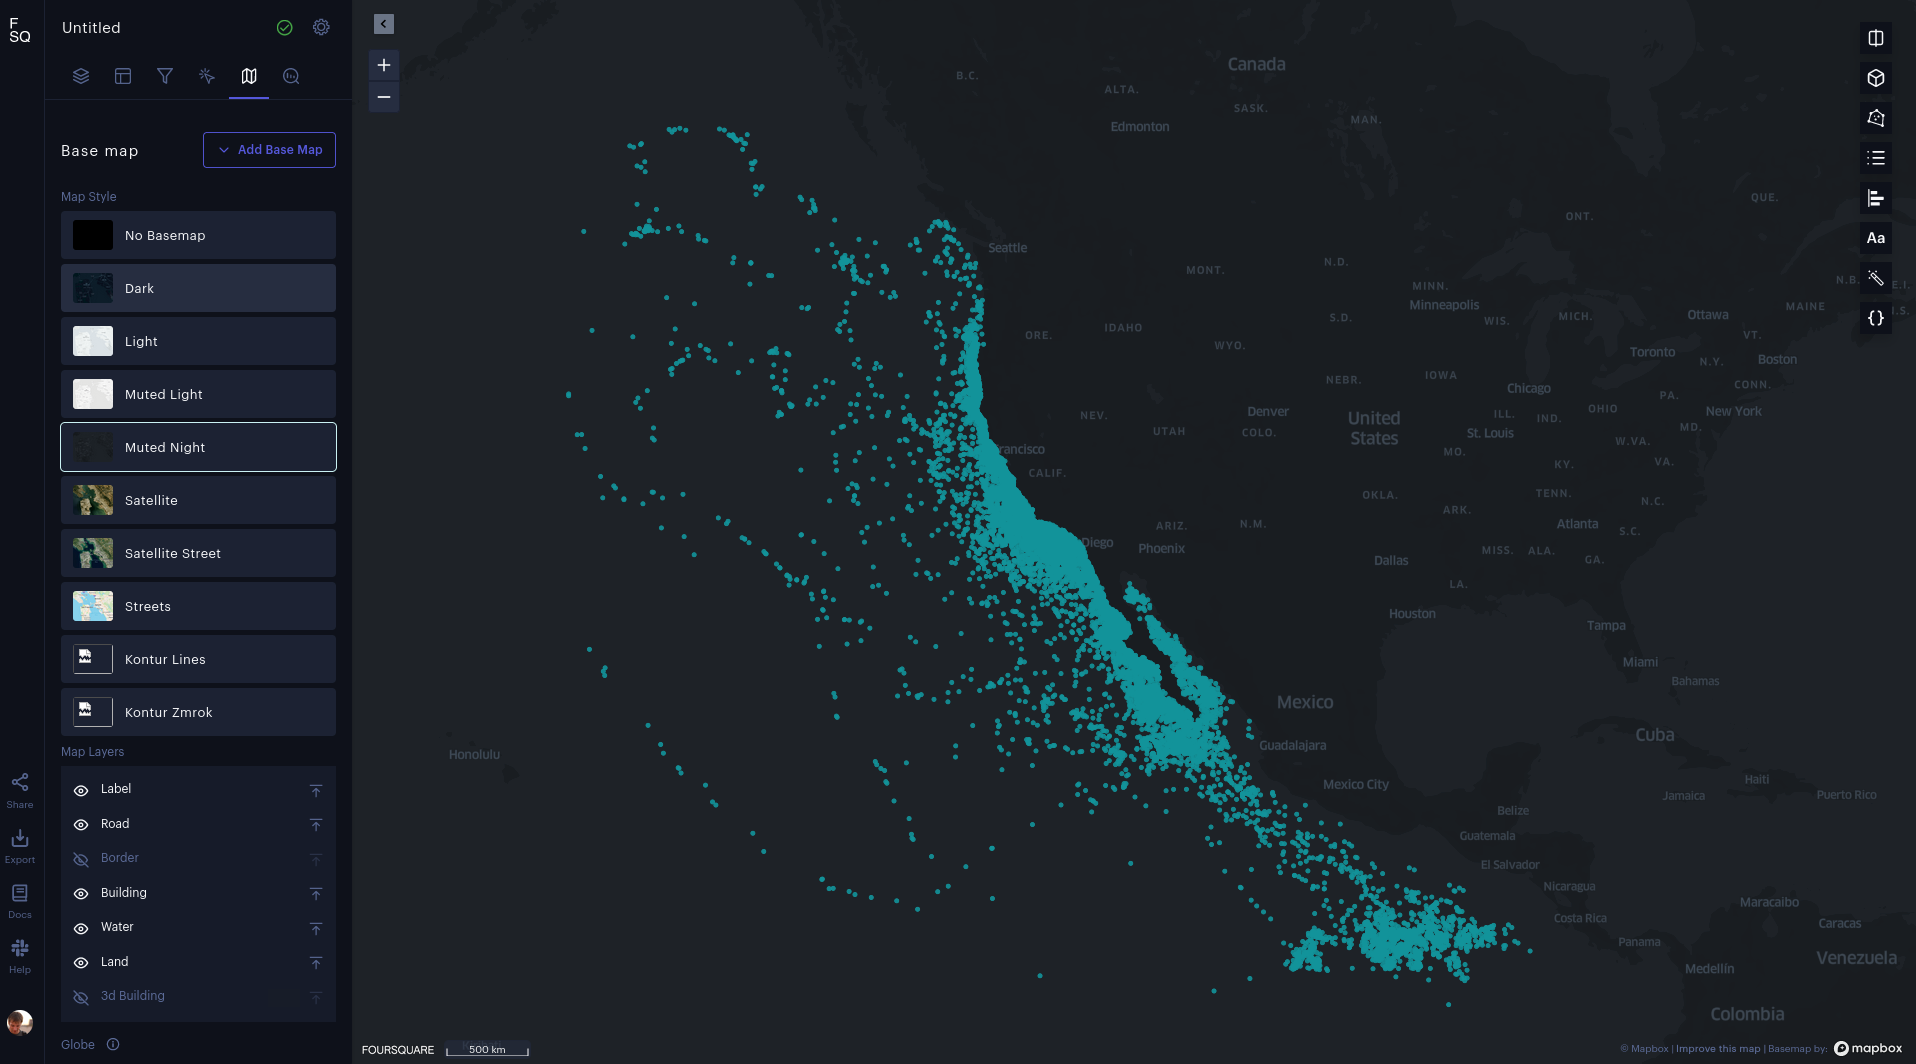 F
SQ
Untitled
Base map
Add Base Map
Map Style
No Basemap
Dark
Light
Muted Light
Muted Night
Satellite
Satellite Street
Streets
Kontur Lines
Kontur Zmrok
Map Layers
Label
Road
Border
Building
Water
Land
3d Building
Globe
Share
Export
Docs
Help
Aa
Canada
B.C.
ALTA.
SASK.
MAN.
Edmonton
QUE.
ONT.
Seattle
MONT.
N.D.
MINN.
Minneapolis
N.B.
MAINE
ORE.
IDAHO
S.D.
WIS.
MICH.
Ottawa
VT.
WYO.
Toronto
N.Y.
Boston
NEBR.
IOWA
Chicago
CONN.
PA.
NEV.
Denver
United
States
ILL.
IND.
OHIO
New York
UTAH
COLO.
St. Louis
MD.
W.VA.
rancisco
CALIF.
MO.
KY.
VA.
OKLA.
TENN.
N.C.
ARK.
ARIZ.
N.M.
Atlanta
S.C.
Diego
Phoenix
MISS.
ALA.
GA.
Dallas
LA.
Houston
Tampa
Miami
Bahamas
Mexico
Cuba
Honolulu
Guadalajara
Mexico City
Haiti
Jamaica
Puerto Rico
Belize
Guatemala
El Salvador
Nicaragua
Maracaibo
Costa Rica
Caracas
Panama
Medellín
Venezuela
Colombia
FOURSQUARE
500 km
© Mapbox | Improve this map | Basemap by:
mapbox